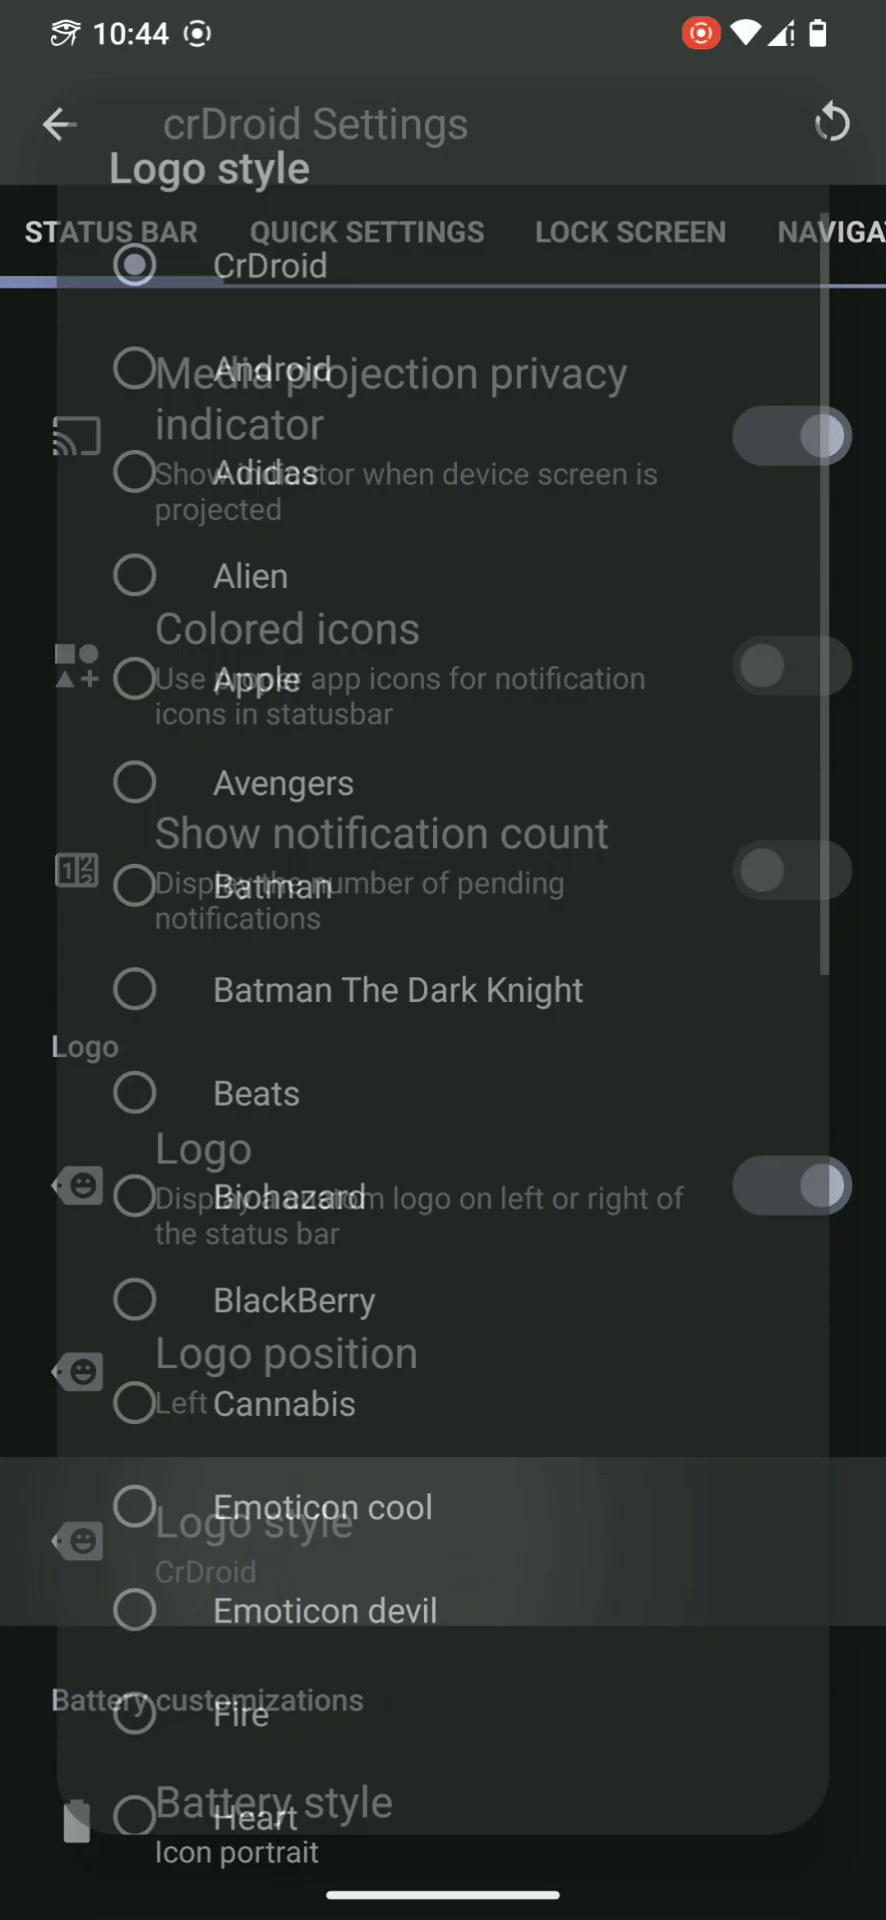 10:44
crDroid Settings
Logo style
STATUS BAR QUICK SETTINGS LOCK SCREEN NAVIGA
CrDroid
Android
Media projection privacy
indicator
Adidas
Show indicator when device screen is
projected
Alien
Colored icons
Apple
Use proper app icons for notification
icons in statusbar
Avengers
Show notification count
Batman
Display the number of pending
notifications
Batman The Dark Knight
Logo
Beats
Logo
Biohazard
Display a custom logo on left or right of
the status bar
BlackBerry
Logo position
Left
Cannabis
Emoticon cool
Logo style
CrDroid
Emoticon devil
Battery customizations
Fire
Battery style
Heart
Icon portrait